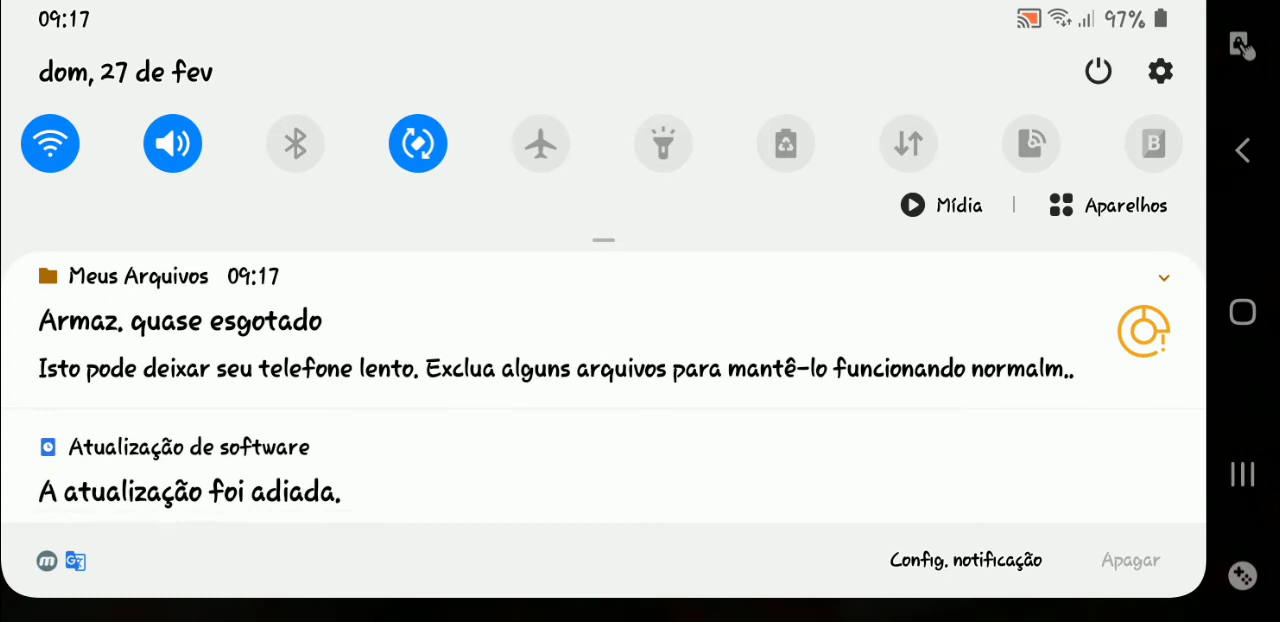 09:17
97%
dom, 27 de fev
B
Mídia
Aparelhos
Meus Arquivos 09:17
Armaz. quase esgotado
Isto pode deixar seu telefone lento. Exclua alguns arquivos para mantê-lo funcionando normalm..
Atualização de software
A atualização foi adiada.
m
G
Config. notificação
Apagar